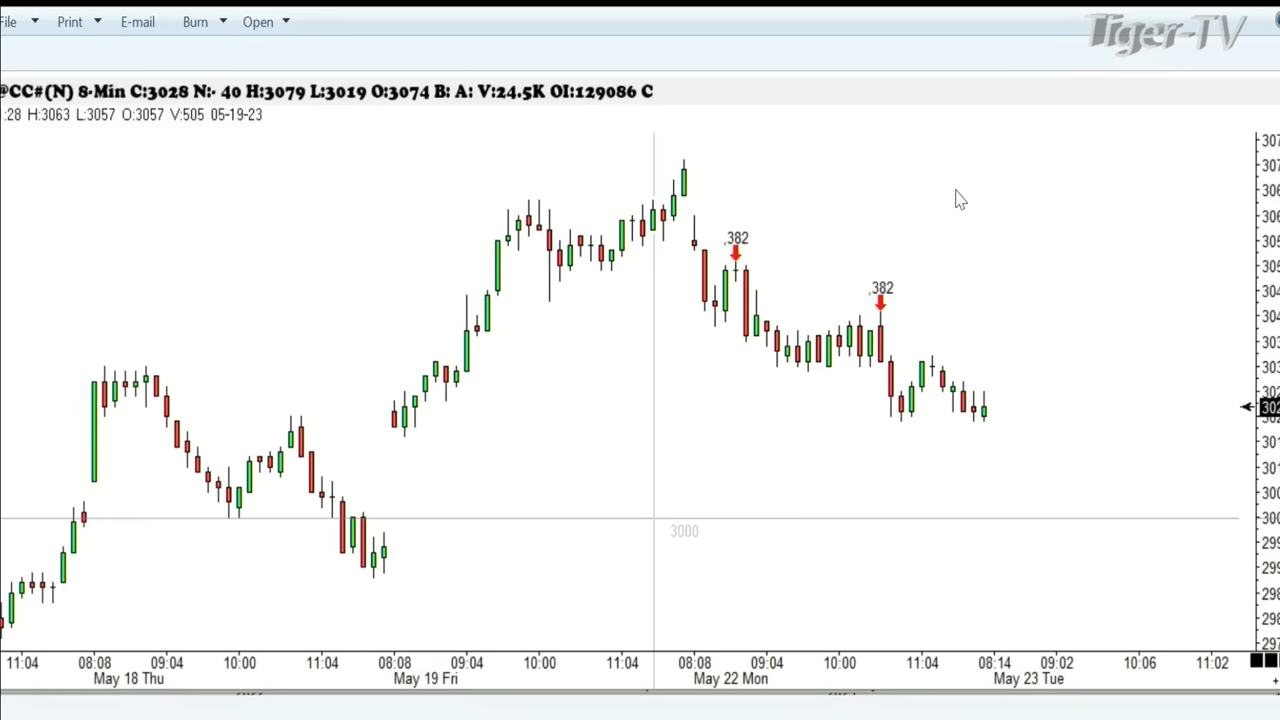 File Print E-mail Burn Open
Tiger-TV
@CC#(N) 8-Min C:3028 N:- 40 H:3079 L:3019 O:3074 B: A: V:24.5K OI:129086 C
:28 H:3063 L:3057 O:3057 V:505 05-19-23
,382
,382
3000
11:04 08:08 09:04 10:00 11:04 08:08 09:04 10:00 11:04 08:08 09:04 10:00 11:04 08:14 09:02 10:06 11:02
May 18 Thu May 19 Fri May 22 Mon May 23 Tue